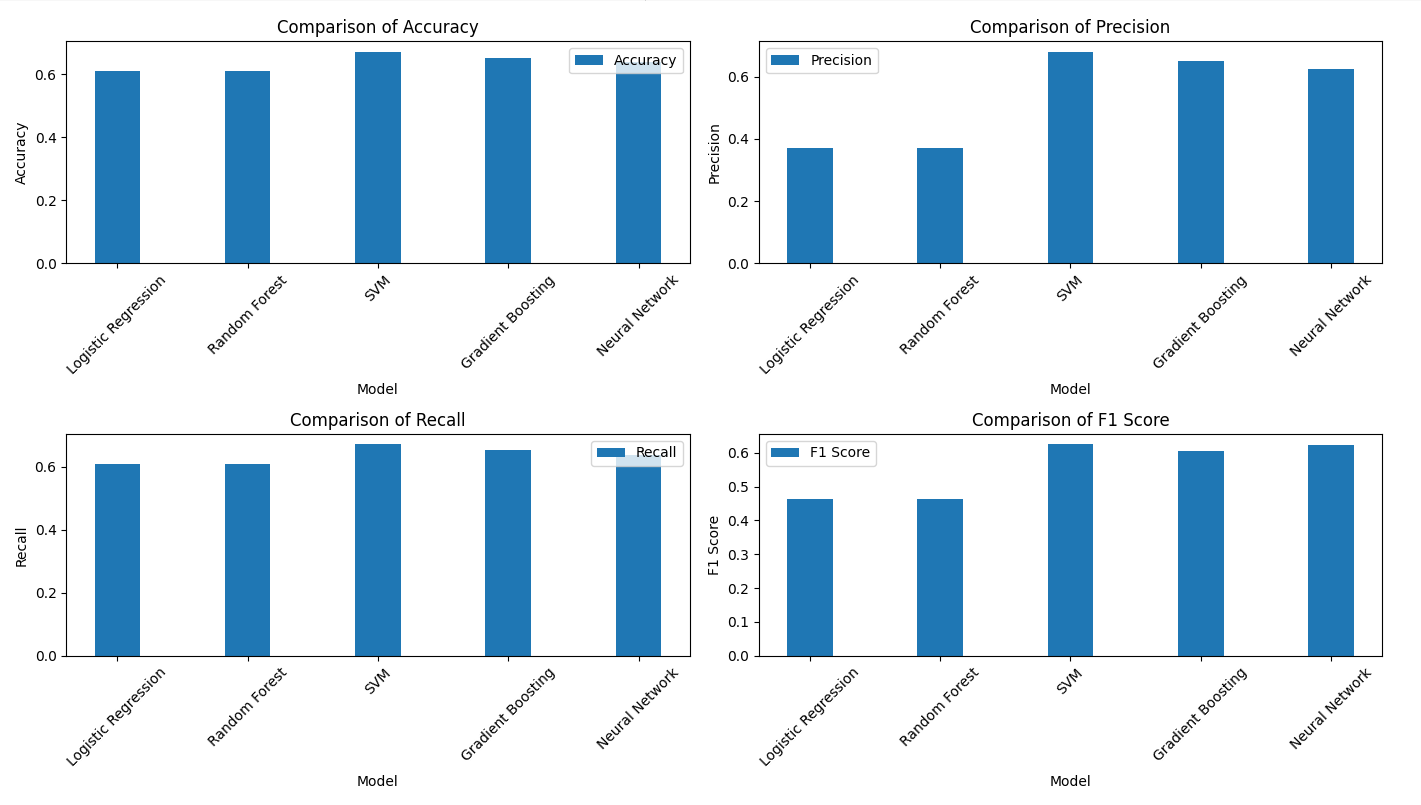 Comparison of Accuracy
Accuracy
Accuracy
0.6
0.4
0.2
0.0
Logistic Regression
Random Forest
SVM
Gradient Boosting
Neural Network
Model
Comparison of Precision
Precision
Precision
0.6
0.4
0.2
0.0
Logistic Regression
Random Forest
SVM
Gradient Boosting
Neural Network
Model
Comparison of Recall
Recall
Recall
0.6
0.4
0.2
0.0
Logistic Regression
Random Forest
SVM
Gradient Boosting
Neural Network
Model
Comparison of F1 Score
F1 Score
F1 Score
0.6
0.5
0.4
0.3
0.2
0.1
0.0
Logistic Regression
Random Forest
SVM
Gradient Boosting
Neural Network
Model